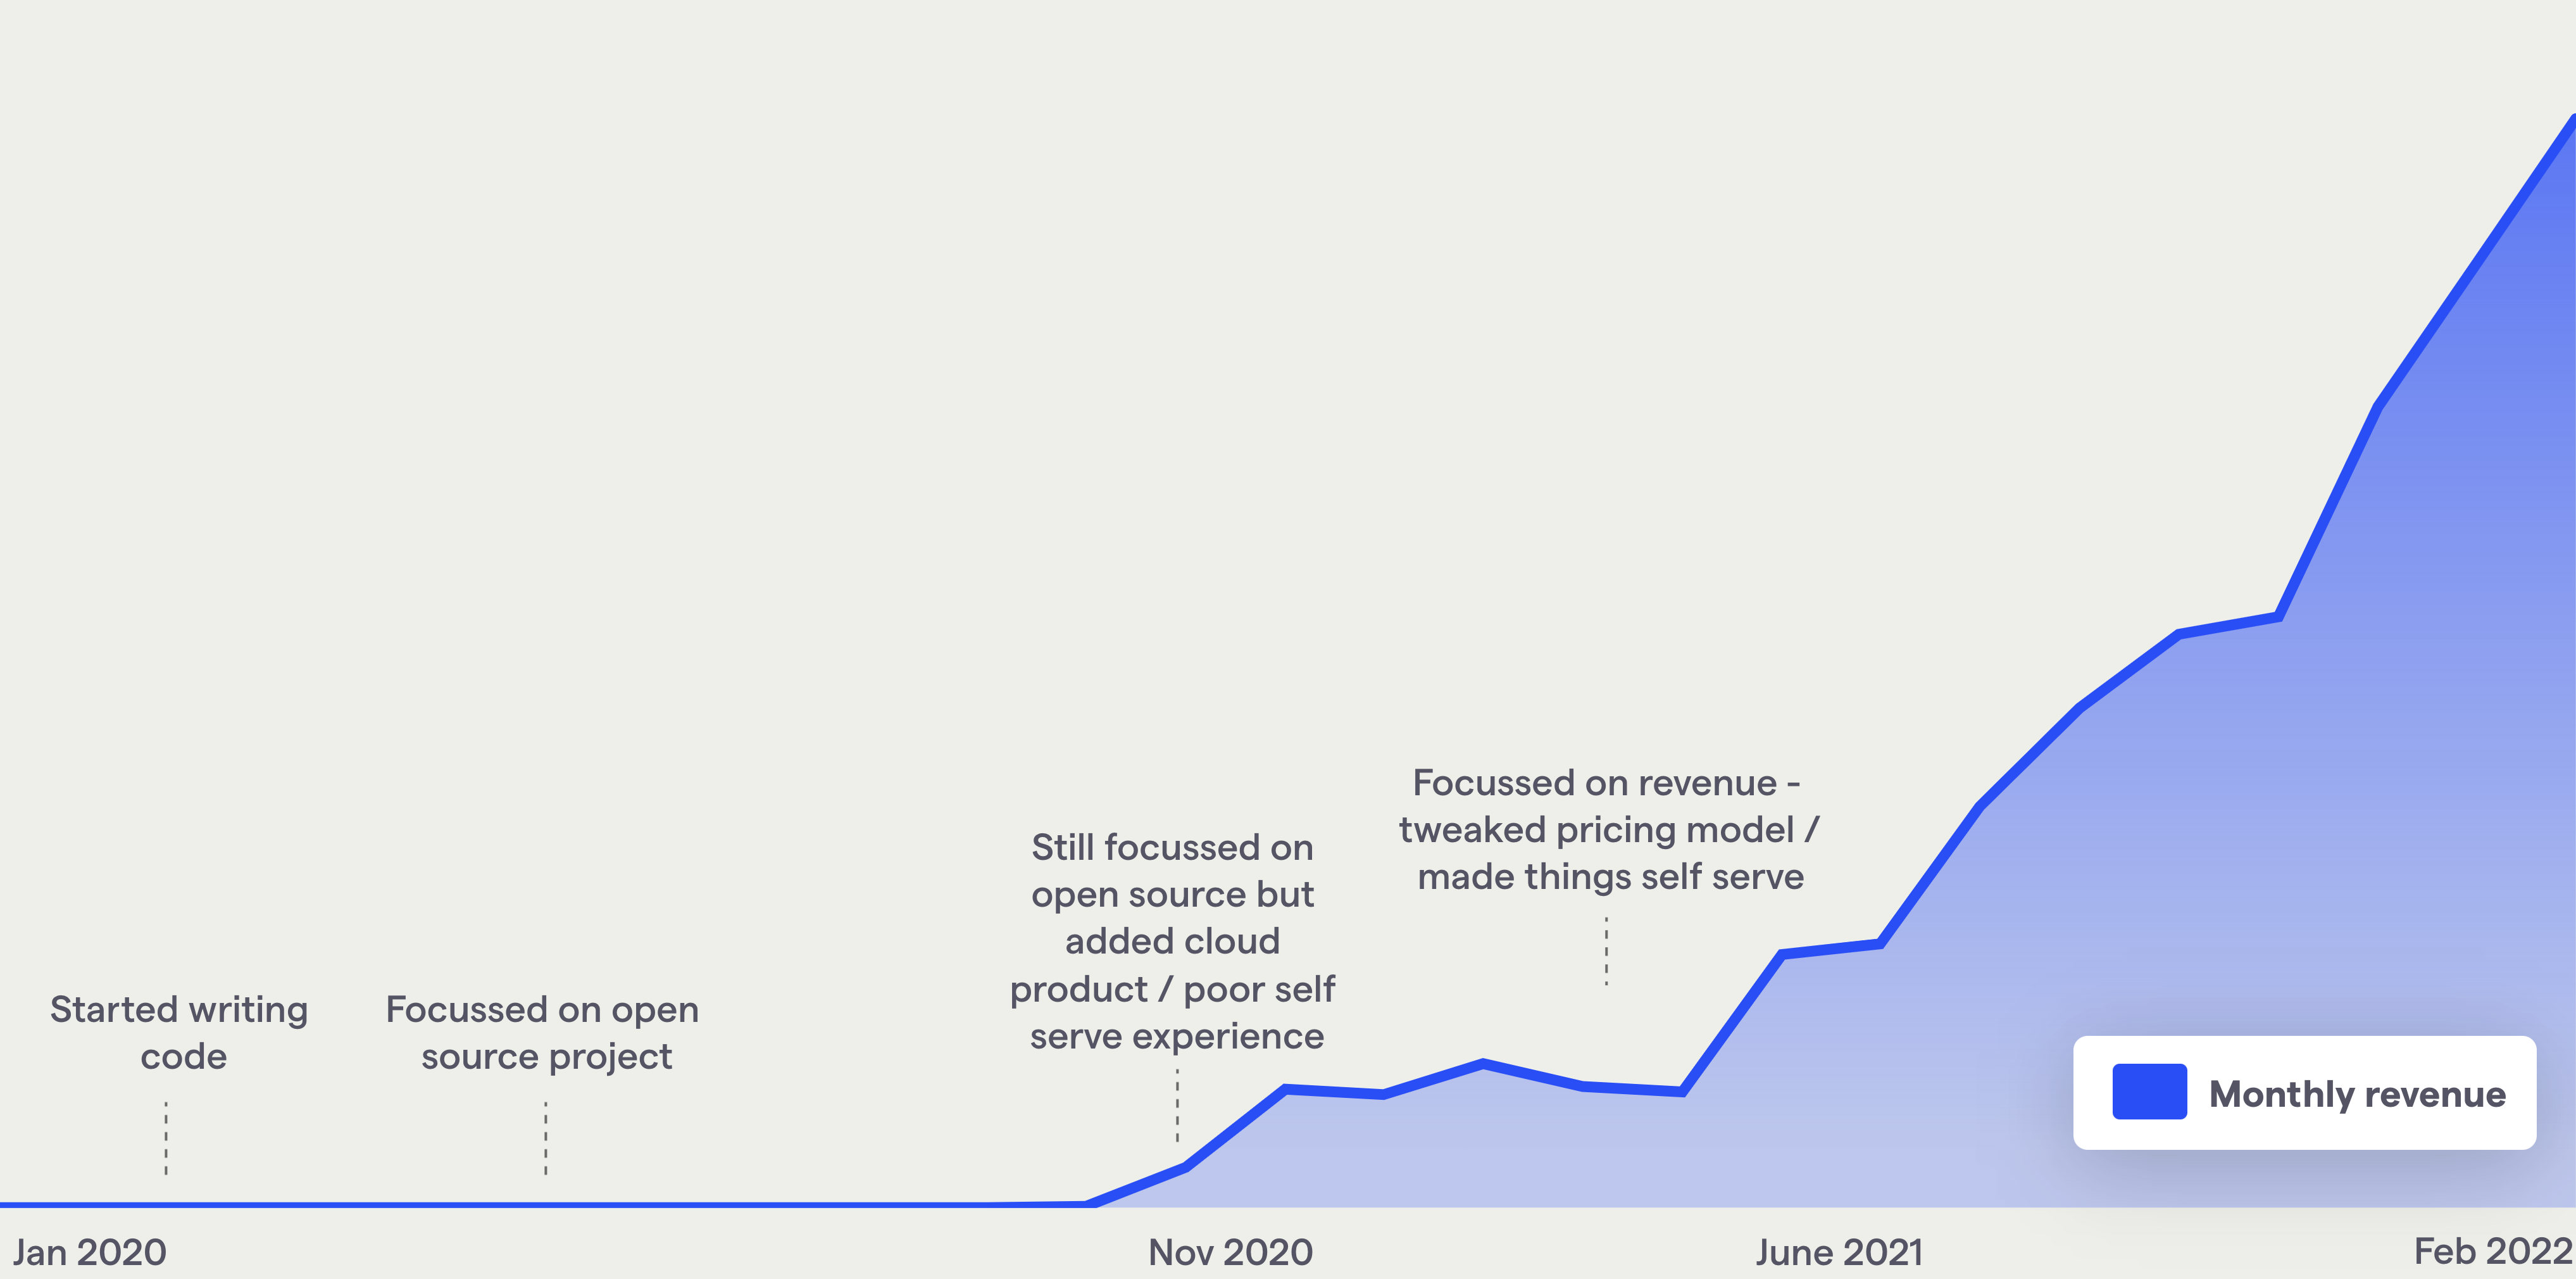 Focussed on revenue -
tweaked pricing model /
made things self serve
Still focussed on
open source but
added cloud
product / poor self
serve experience
Started writing
code
Focussed on open
source project
Monthly revenue
Jan 2020
Nov 2020
June 2021
Feb 2022